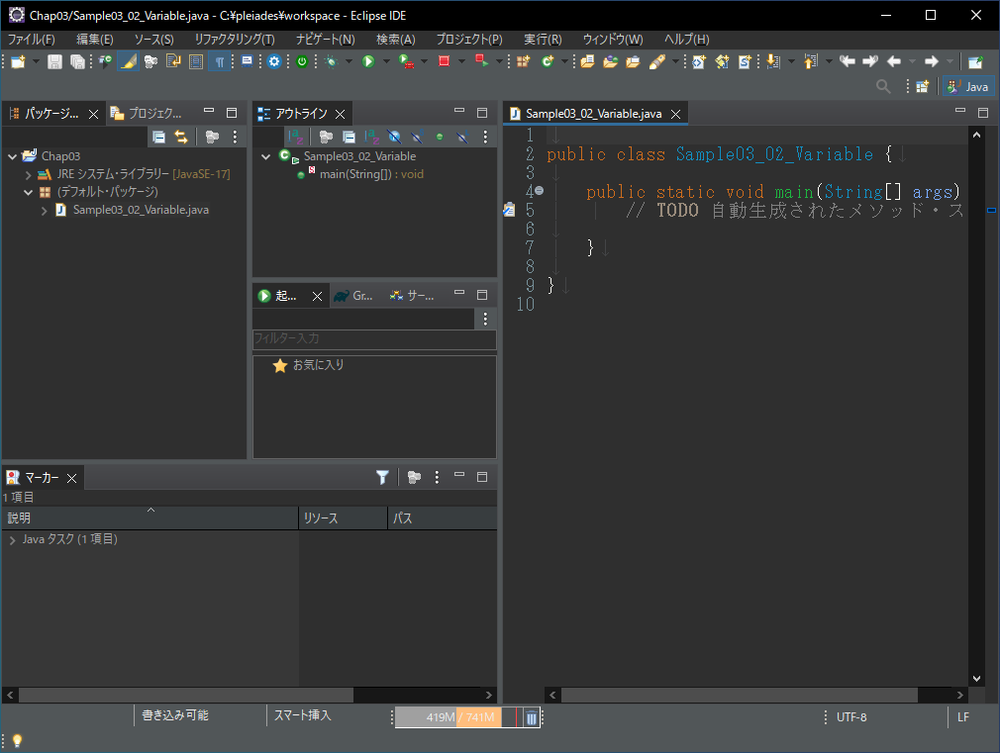 Chap03/Sample03_02_Variable.java - C:¥pleiades¥workspace - Eclipse IDE
ファイル(F) 編集(E) ソース(S) リファクタリング(T) ナビゲート(N) 検索(A) プロジェクト(P) 実行(R) ウィンドウ(W) ヘルプ(H)
Java
パッケージ... プロジェク...
Chap03
JRE システム・ライブラリー [JavaSE-17]
(デフォルト・パッケージ)
Sample03_02_Variable.java
アウトライン
Sample03_02_Variable
main(String[]) : void
起... Gr... サー...
フィルター入力
お気に入り
Sample03_02_Variable.java
1
2 public class Sample03_02_Variable {
3
4 public static void main(String[] args)
5 // TODO 自動生成されたメソッド・ス
6
7 }
8
9 }
10
マーカー
1 項目
説明 リソース パス
Java タスク (1 項目)
書き込み可能 スマート挿入 419M / 741M UTF-8 LF